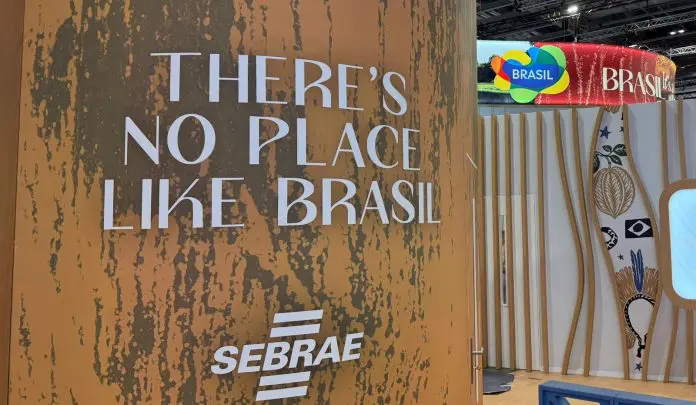 THERE'S
NO PLACE
LIKE BRASIL
SEBRAE
BRASIL
BRASIL